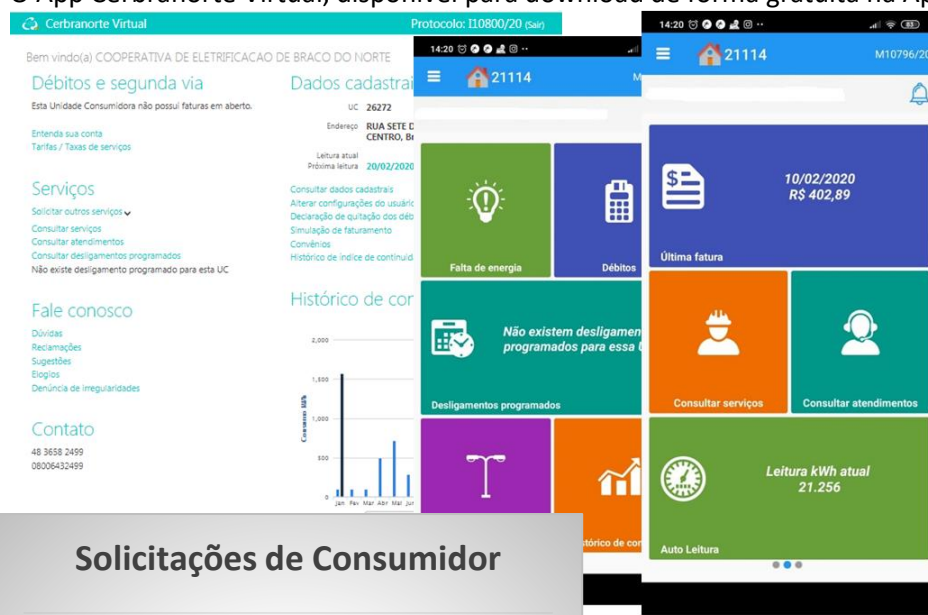 O App Cerbranorte Virtual, disponível para download de forma gratuita na
Cerbranorte Virtual
Protocolo: I10800/20 (Sair)
Bem vindo(a) COOPERATIVA DE ELETRIFICACAO DE BRACO DO NORTE
Débitos e segunda via
Esta Unidade Consumidora não possui faturas em aberto.
Entenda sua conta
Tarifas / Taxas de serviços
Serviços
Solicitar outros serviços
Consultar serviços
Consultar atendimentos
Consultar desligamentos programados
Não existe desligamento programado para esta UC
Fale conosco
Dúvidas
Reclamações
Sugestões
Elogios
Denúncia de irregularidades
Contato
48 3658 2499
08006432499
Dados cadastrai
UC 26272
Endereço RUA SETE D
CENTRO, B
Leitura atual
Próxima leitura 20/02/2020
Consultar dados cadastrais
Alterar configurações do usuário
Declaração de quitação dos déb
Simulação de faturamento
Convênios
Histórico de índice de continuid
Histórico de cor
Consumo kWh
2,000
1,500
1,000
500
0
Jan Fev Mar Abr Mai Jun
14:20
21114
M
Falta de energia
Débitos
Não existem desligamen
programados para essa
Desligamentos programados
stórico de con
14:20
83
21114
M10796/20
10/02/2020
R$ 402,89
Última fatura
Consultar serviços
Consultar atendimentos
Leitura kWh atual
21.256
Auto Leitura
Solicitações de Consumidor